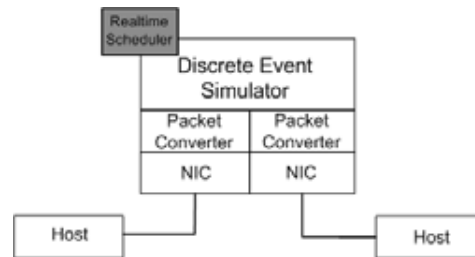 Realtime
Scheduler
Discrete Event
Simulator
Packet
Converter
Packet
Converter
NIC
NIC
Host
Host